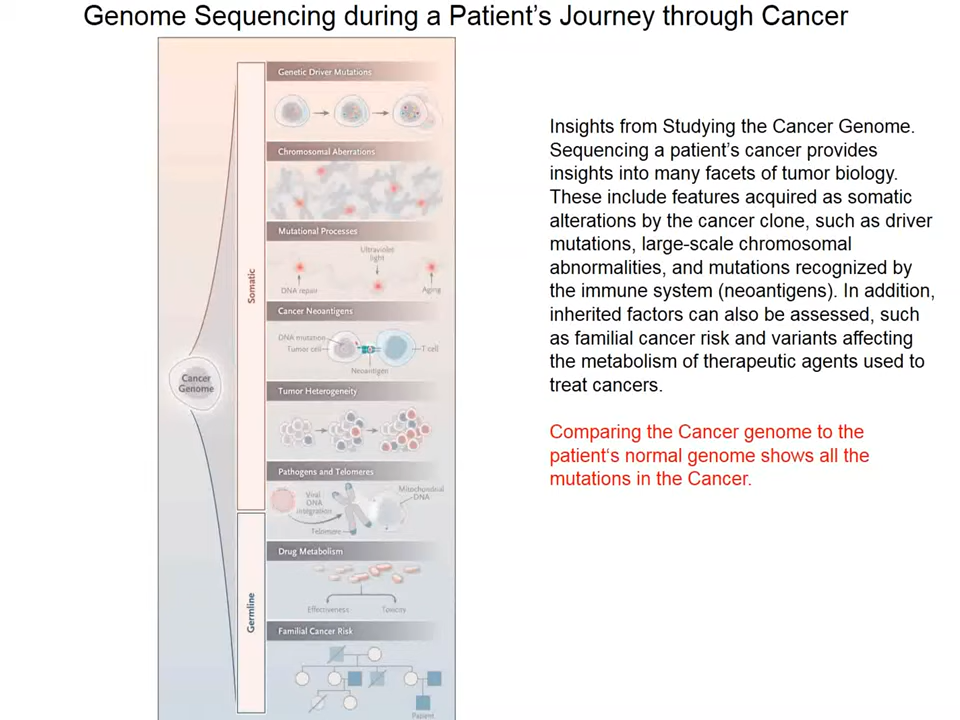 Genome Sequencing during a Patient's Journey through Cancer
Genetic Driver Mutations
Chromosomal Aberrations
Mutational Processes
Ultraviolet
light
DNA repair
Aging
Cancer Neoantigens
DNA mutation
Tumor cell
T cell
Neoantigen
Tumor Heterogeneity
Pathogens and Telomeres
Viral
DNA
integration
Mitochondrial
DNA
Telomere
Drug Metabolism
Effectiveness
Toxicity
Familial Cancer Risk
Patient
Somatic
Germline
Cancer
Genome
Insights from Studying the Cancer Genome.
Sequencing a patient's cancer provides
insights into many facets of tumor biology.
These include features acquired as somatic
alterations by the cancer clone, such as driver
mutations, large-scale chromosomal
abnormalities, and mutations recognized by
the immune system (neoantigens). In addition,
inherited factors can also be assessed, such
as familial cancer risk and variants affecting
the metabolism of therapeutic agents used to
treat cancers.
Comparing the Cancer genome to the
patient's normal genome shows all the
mutations in the Cancer.